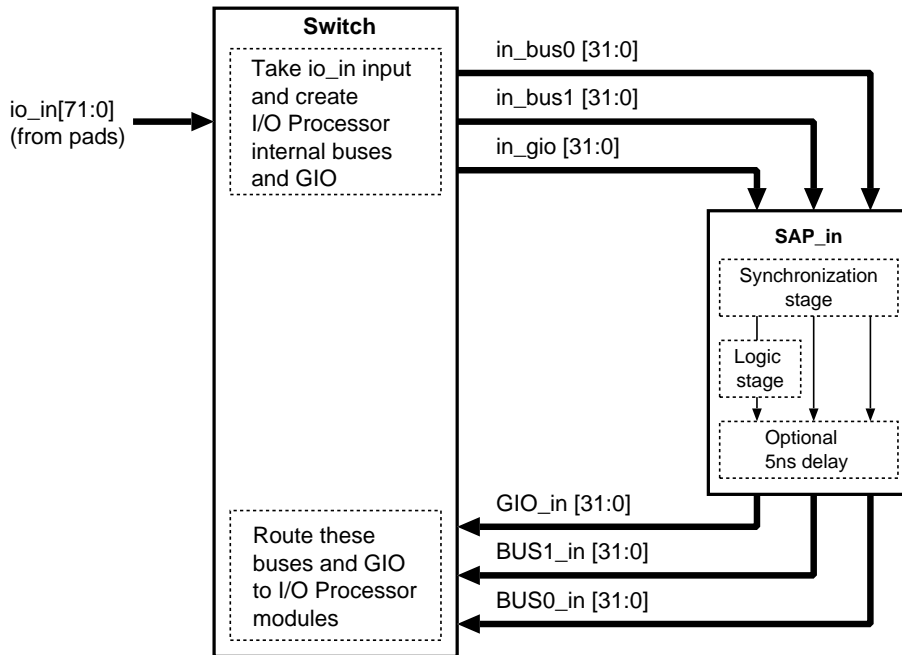 Switch
Take io_in input
and create
I/O Processor
internal buses
and GIO
io_in[71:0]
(from pads)
in_bus0 [31:0]
in_bus1 [31:0]
in_gio [31:0]
SAP_in
Synchronization
stage
Logic
stage
Optional
5ns delay
GIO_in [31:0]
BUS1_in [31:0]
BUS0_in [31:0]
Route these
buses and GIO
to I/O Processor
modules